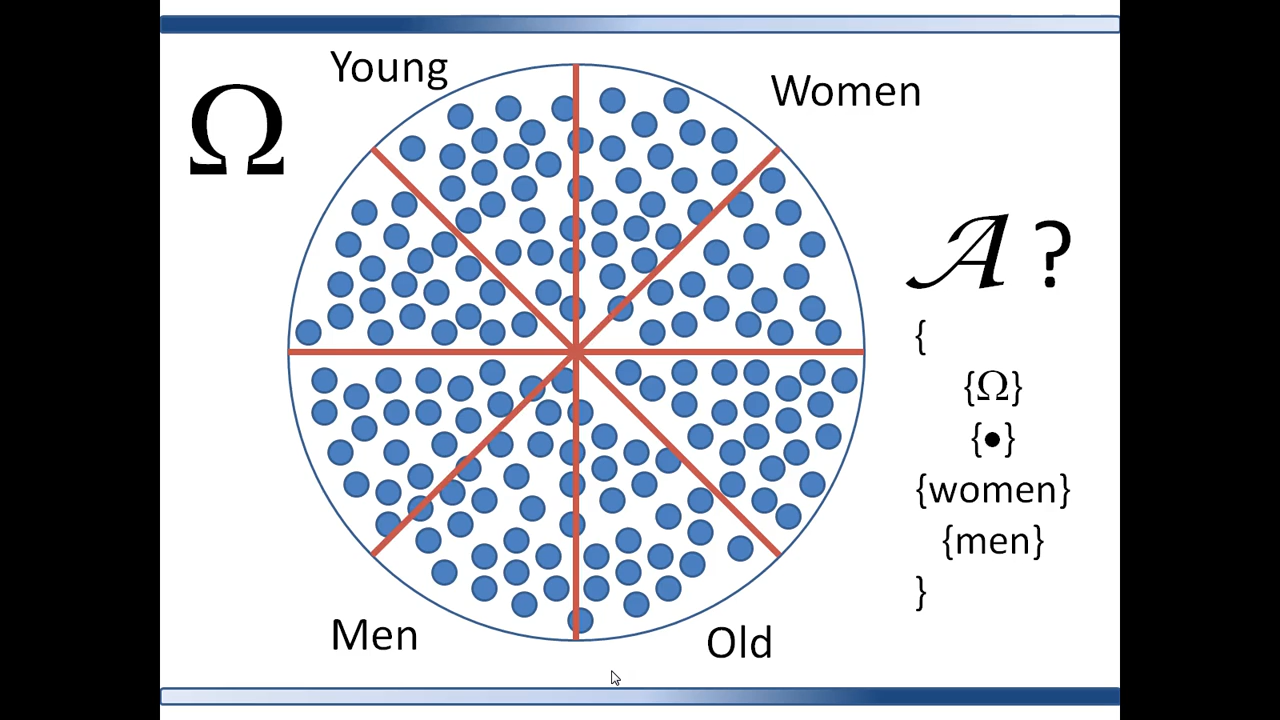 Ω
Young
Women
𝒜 ?
{
{Ω}
{•}
{women}
{men}
}
Men
Old